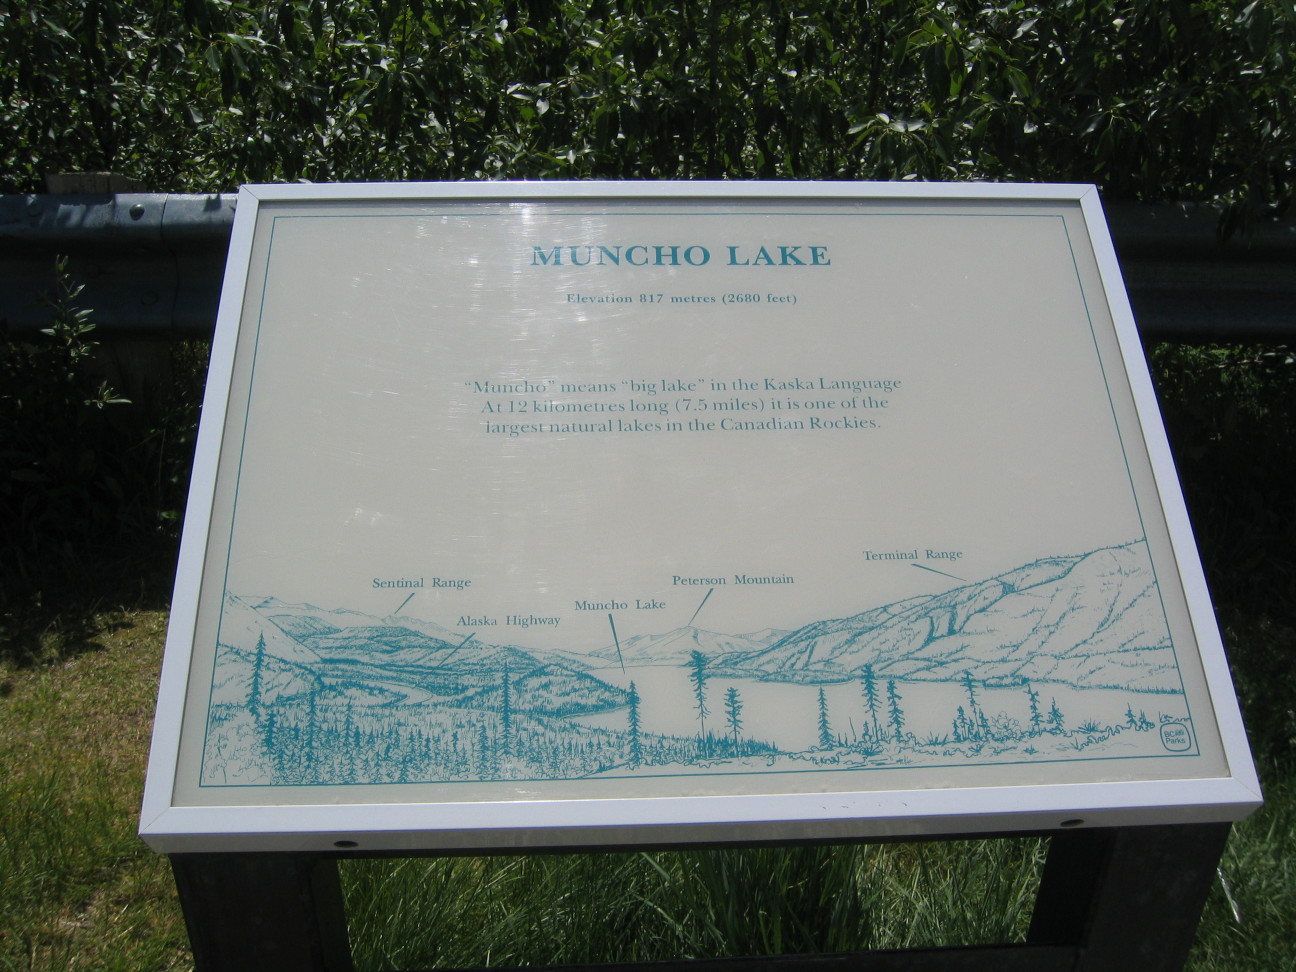 MUNCHO LAKE
Elevation 817 metres (2680 feet)
“Muncho” means “big lake” in the Kaska Language
At 12 kilometres long (7.5 miles) it is one of the
largest natural lakes in the Canadian Rockies.
Terminal Range
Sentinal Range
Peterson Mountain
Muncho Lake
Alaska Highway
BC
Parks